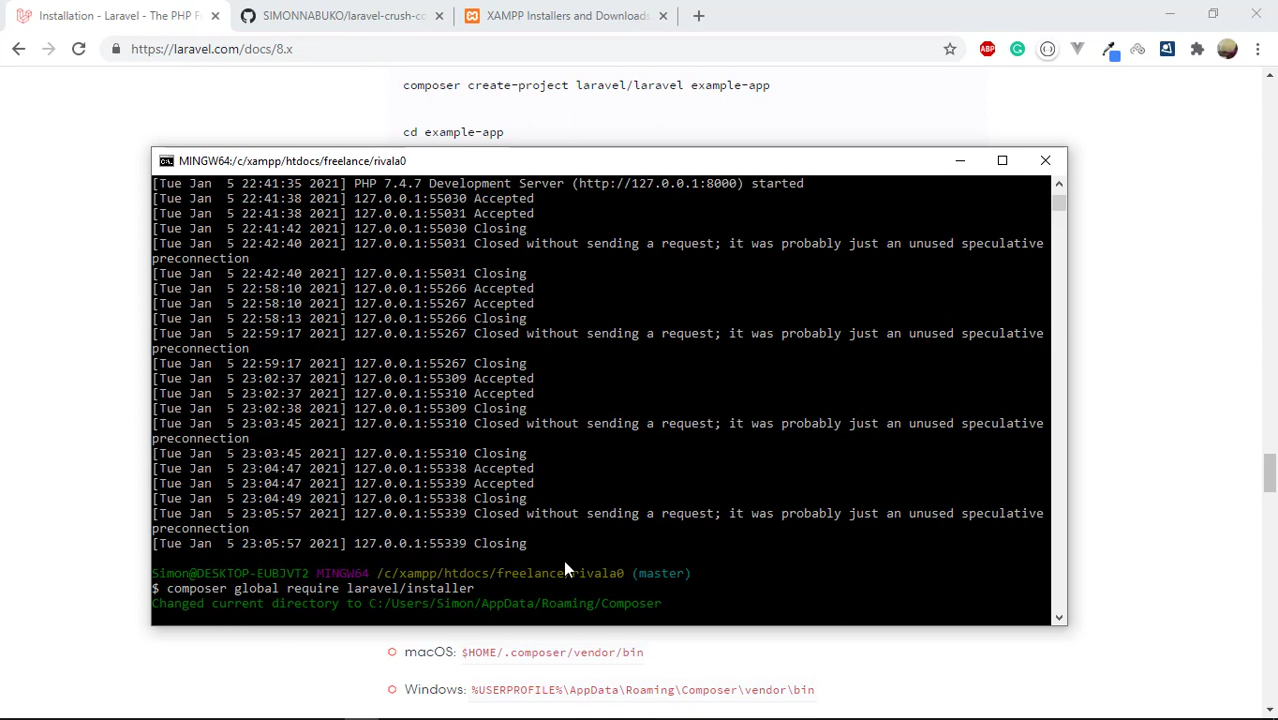 Installation - Laravel - The PHP F
SIMONNABUKO/laravel-crush-co
XAMPP Installers and Downloads
https://laravel.com/docs/8.x
ABP
composer create-project laravel/laravel example-app
cd example-app
MINGW64:/c/xampp/htdocs/freelance/rivala0
[Tue Jan  5 22:41:35 2021] PHP 7.4.7 Development Server (http://127.0.0.1:8000) started
[Tue Jan  5 22:41:38 2021] 127.0.0.1:55030 Accepted
[Tue Jan  5 22:41:38 2021] 127.0.0.1:55031 Accepted
[Tue Jan  5 22:41:42 2021] 127.0.0.1:55030 Closing
[Tue Jan  5 22:42:40 2021] 127.0.0.1:55031 Closed without sending a request; it was probably just an unused speculative
preconnection
[Tue Jan  5 22:42:40 2021] 127.0.0.1:55031 Closing
[Tue Jan  5 22:58:10 2021] 127.0.0.1:55266 Accepted
[Tue Jan  5 22:58:10 2021] 127.0.0.1:55267 Accepted
[Tue Jan  5 22:58:13 2021] 127.0.0.1:55266 Closing
[Tue Jan  5 22:59:17 2021] 127.0.0.1:55267 Closed without sending a request; it was probably just an unused speculative
preconnection
[Tue Jan  5 22:59:17 2021] 127.0.0.1:55267 Closing
[Tue Jan  5 23:02:37 2021] 127.0.0.1:55309 Accepted
[Tue Jan  5 23:02:37 2021] 127.0.0.1:55310 Accepted
[Tue Jan  5 23:02:38 2021] 127.0.0.1:55309 Closing
[Tue Jan  5 23:03:45 2021] 127.0.0.1:55310 Closed without sending a request; it was probably just an unused speculative
preconnection
[Tue Jan  5 23:03:45 2021] 127.0.0.1:55310 Closing
[Tue Jan  5 23:04:47 2021] 127.0.0.1:55338 Accepted
[Tue Jan  5 23:04:47 2021] 127.0.0.1:55339 Accepted
[Tue Jan  5 23:04:49 2021] 127.0.0.1:55338 Closing
[Tue Jan  5 23:05:57 2021] 127.0.0.1:55339 Closed without sending a request; it was probably just an unused speculative
preconnection
[Tue Jan  5 23:05:57 2021] 127.0.0.1:55339 Closing
Simon@DESKTOP-EUBJVT2 MINGW64 /c/xampp/htdocs/freelance/rivala0 (master)
$ composer global require laravel/installer
Changed current directory to C:/Users/Simon/AppData/Roaming/Composer
macOS: $HOME/.composer/vendor/bin
Windows: %USERPROFILE%\AppData\Roaming\Composer\vendor\bin